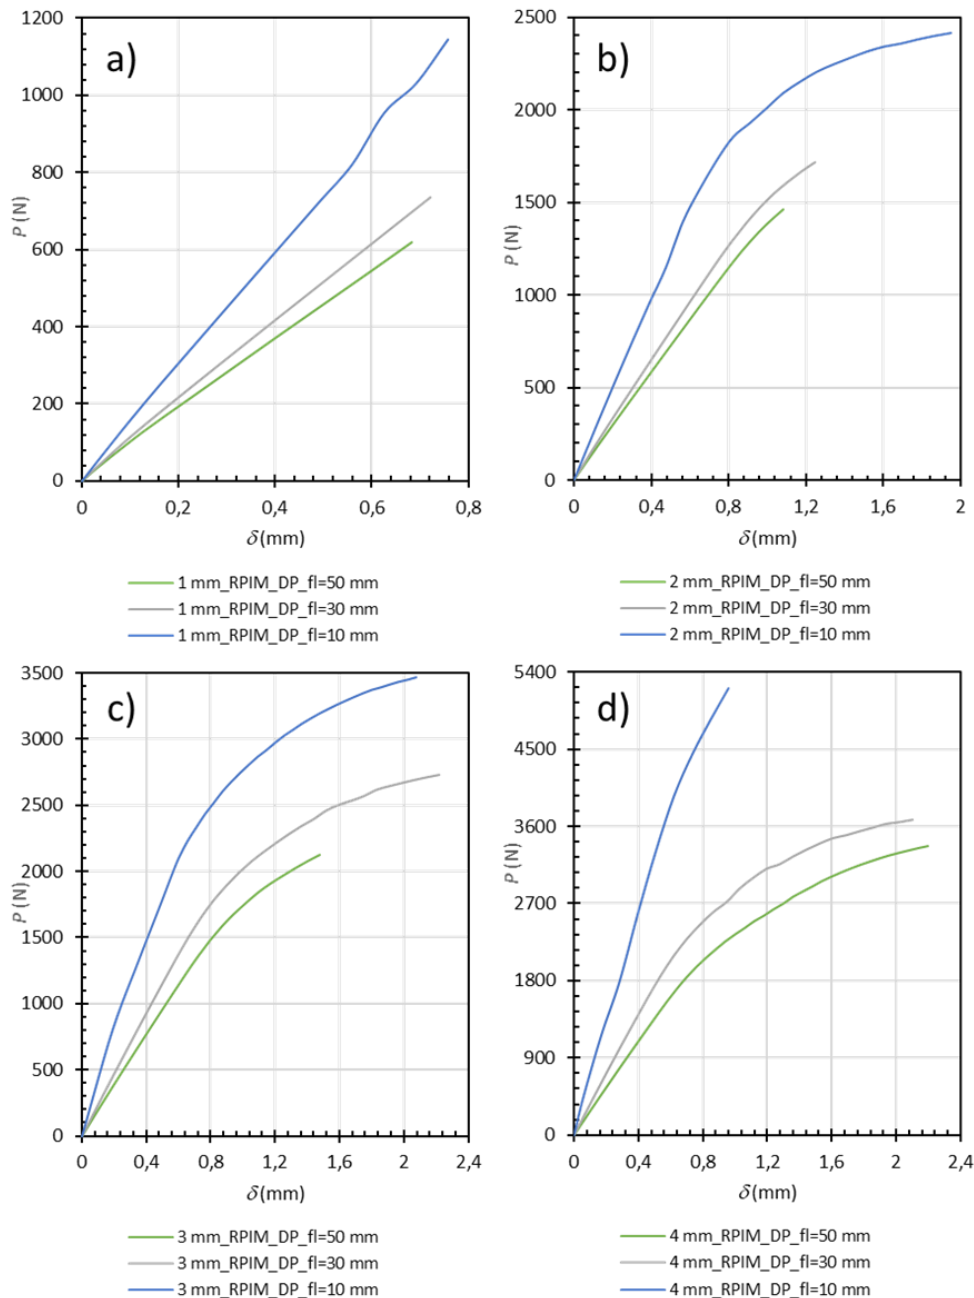 a)
1200
1000
800
600
400
200
0
P (N)
0 0,2 0,4 0,6 0,8
δ(mm)
1 mm_RPIM_DP_fl=50 mm
1 mm_RPIM_DP_fl=30 mm
1 mm_RPIM_DP_fl=10 mm
b)
2500
2000
1500
1000
500
0
P (N)
0 0,4 0,8 1,2 1,6 2
δ(mm)
2 mm_RPIM_DP_fl=50 mm
2 mm_RPIM_DP_fl=30 mm
2 mm_RPIM_DP_fl=10 mm
c)
3500
3000
2500
2000
1500
1000
500
0
P (N)
0 0,4 0,8 1,2 1,6 2 2,4
δ(mm)
3 mm_RPIM_DP_fl=50 mm
3 mm_RPIM_DP_fl=30 mm
3 mm_RPIM_DP_fl=10 mm
d)
5400
4500
3600
2700
1800
900
0
P (N)
0 0,4 0,8 1,2 1,6 2 2,4
δ(mm)
4 mm_RPIM_DP_fl=50 mm
4 mm_RPIM_DP_fl=30 mm
4 mm_RPIM_DP_fl=10 mm